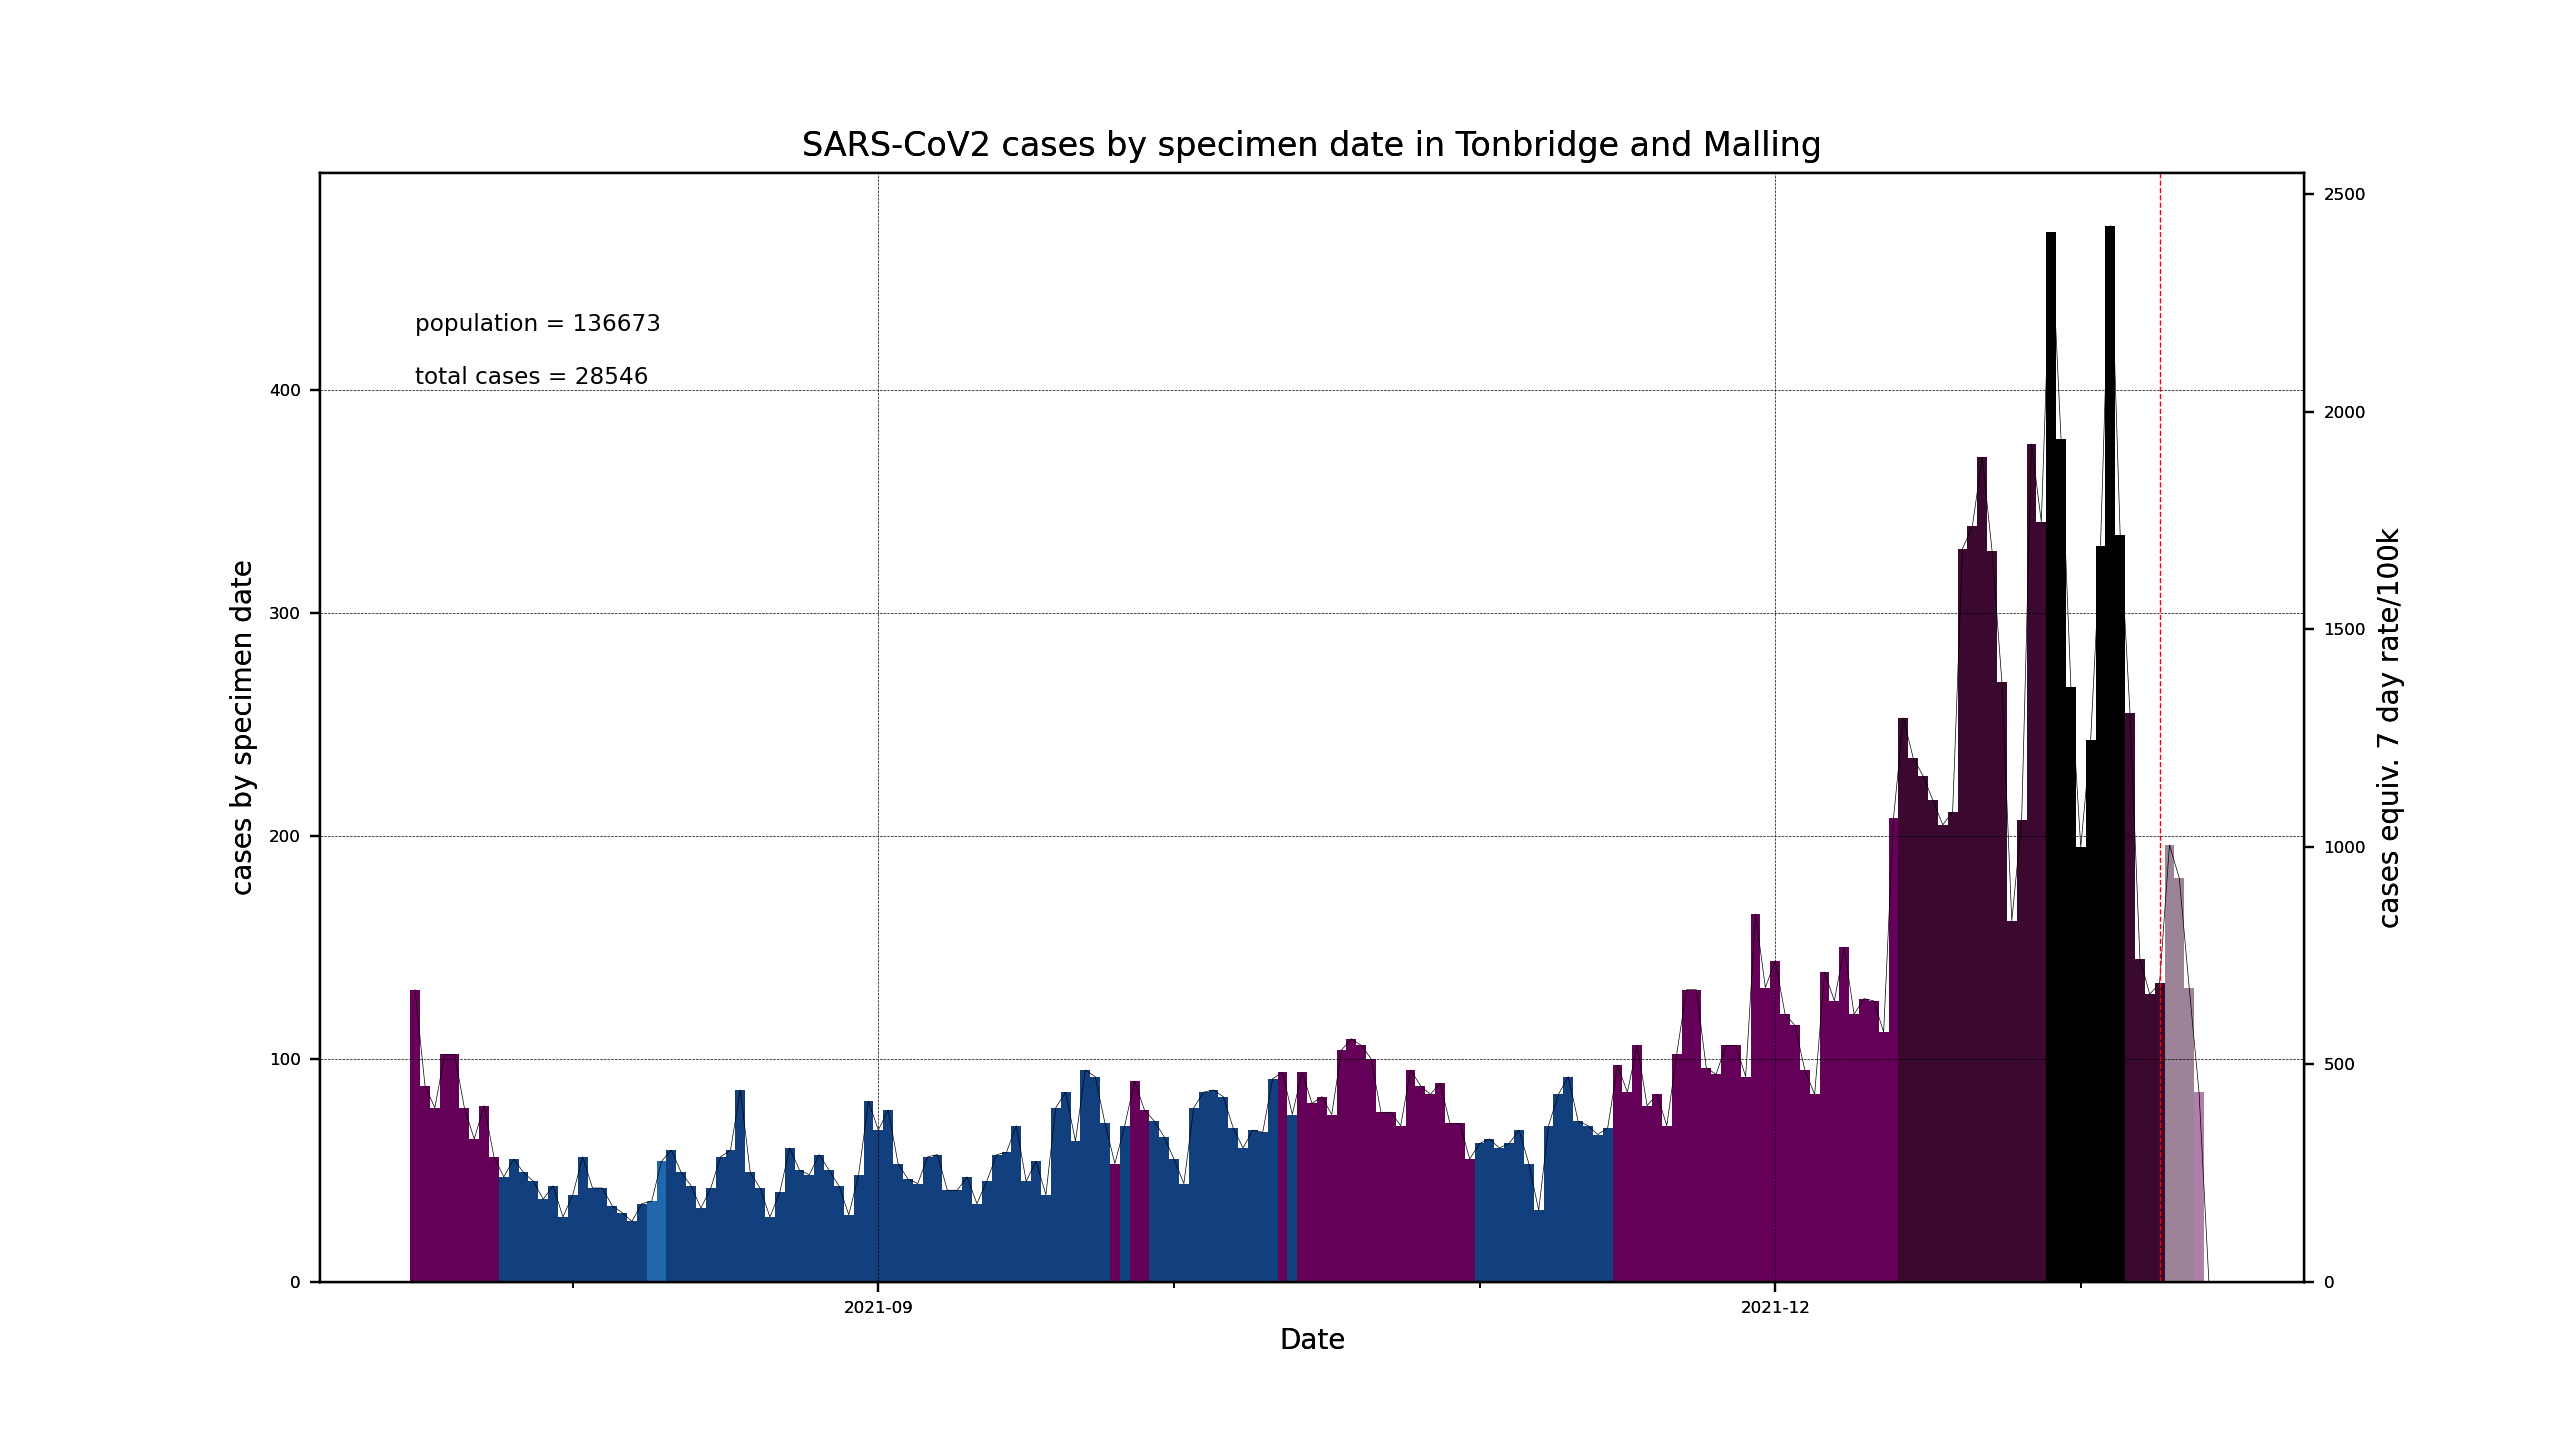 SARS-CoV2 cases by specimen date in Tonbridge and Malling
population = 136673
total cases = 28546
cases by specimen date
400
300
200
100
0
2500
2000
1500
1000
500
0
cases equiv. 7 day rate/100k
2021-09
2021-12
Date